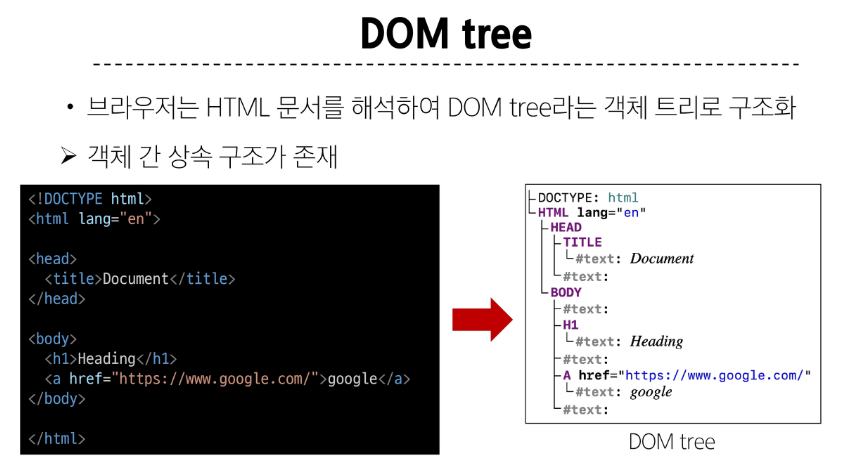 DOM tree
• 브라우저는 HTML 문서를 해석하여 DOM tree라는 객체 트리로 구조화
➢ 객체 간 상속 구조가 존재
<!DOCTYPE html>
<html lang="en">
<head>
<title>Document</title>
</head>
<body>
<h1>Heading</h1>
<a href="https://www.google.com/">google</a>
</body>
</html>
DOCTYPE: html
HTML lang="en"
HEAD
TITLE
#text: Document
#text:
BODY
#text:
H1
#text: Heading
#text:
A href="https://www.google.com/"
#text: google
#text:
DOM tree